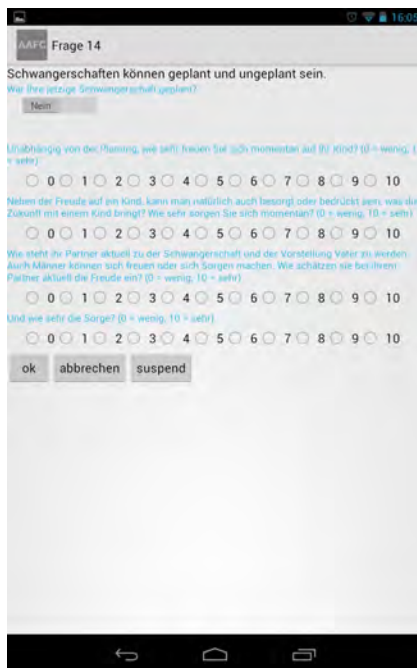 16:05
AAFC Frage 14
Schwangerschaften können geplant und ungeplant sein.
War Ihre jetzige Schwangerschaft geplant?
Nein
Unabhängig von der Planung, wie sehr freuen Sie sich momentan auf Ihr Kind? (0 = wenig, 1
= sehr)
0 1 2 3 4 5 6 7 8 9 10
Neben der Freude auf ein Kind, kann man natürlich auch besorgt oder bedrückt sein, was die
Zukunft mit einem Kind bringt? Wie sehr sorgen Sie sich momentan? (0 = wenig, 10 = sehr)
0 1 2 3 4 5 6 7 8 9 10
Wie steht ihr Partner aktuell zu der Schwangerschaft und der Vorstellung Vater zu werden.
Auch Männer können sich freuen oder sich Sorgen machen. Wie schätzen sie bei ihrem
Partner aktuell die Freude ein? (0 = wenig, 10 = sehr)
0 1 2 3 4 5 6 7 8 9 10
Und wie sehr die Sorge? (0 = wenig, 10 = sehr)
0 1 2 3 4 5 6 7 8 9 10
ok abbrechen suspend